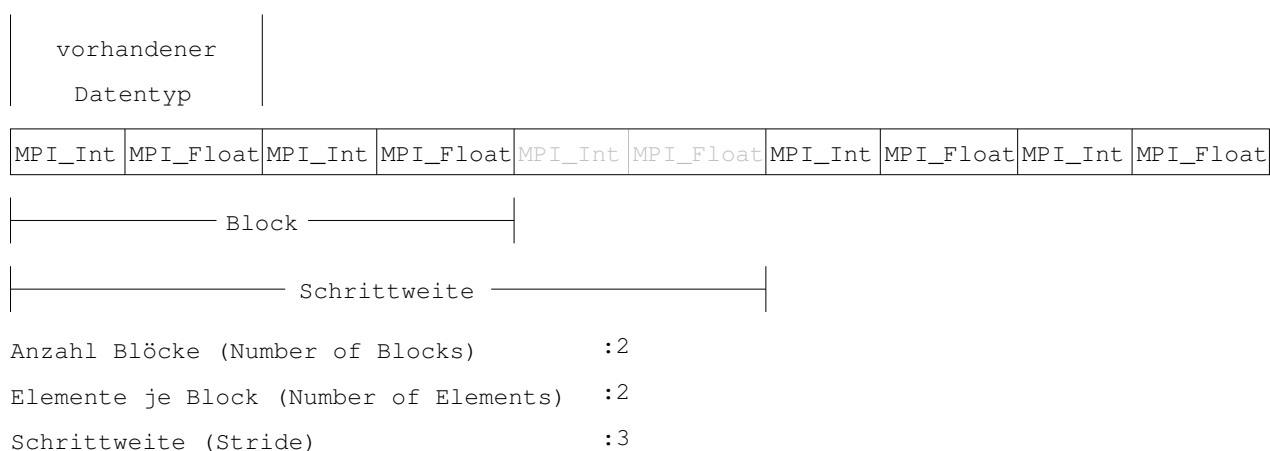 vorhandener
Datentyp
MPI_Int MPI_Float MPI_Int MPI_Float MPI_Int MPI_Float MPI_Int MPI_Float MPI_Int MPI_Float
Block
Schrittweite
Anzahl Blöcke (Number of Blocks) :2
Elemente je Block (Number of Elements) :2
Schrittweite (Stride) :3